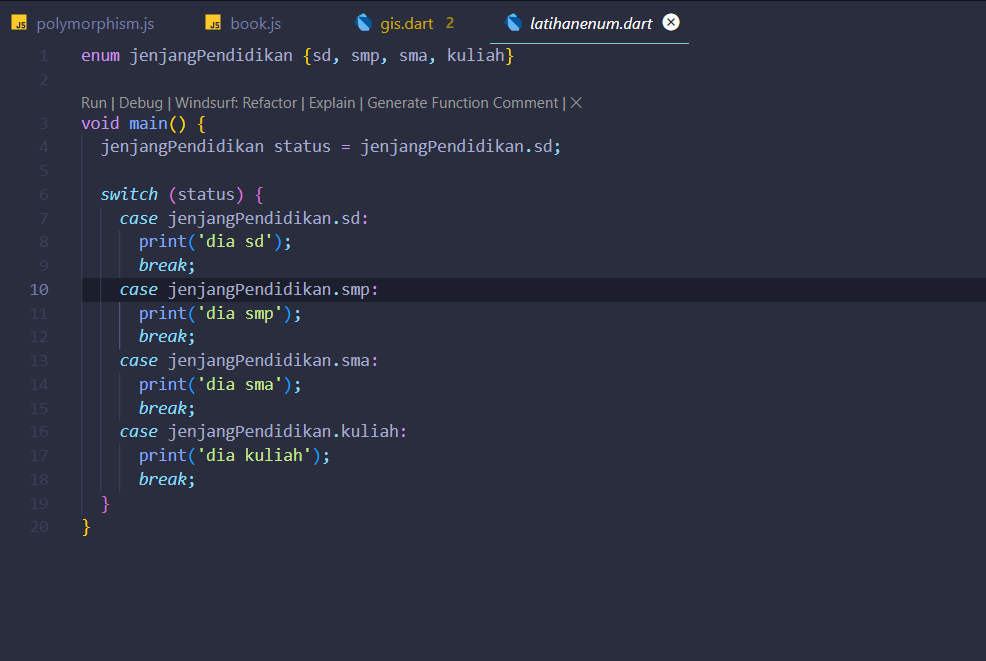 polymorphism.js book.js gis.dart 2 latihanenum.dart
1 enum jenjangPendidikan {sd, smp, sma, kuliah}
2
Run | Debug | Windsurf: Refactor | Explain | Generate Function Comment | ✕
3 void main() {
4   jenjangPendidikan status = jenjangPendidikan.sd;
5
6   switch (status) {
7     case jenjangPendidikan.sd:
8       print('dia sd');
9       break;
10     case jenjangPendidikan.smp:
11       print('dia smp');
12       break;
13     case jenjangPendidikan.sma:
14       print('dia sma');
15       break;
16     case jenjangPendidikan.kuliah:
17       print('dia kuliah');
18       break;
19   }
20 }